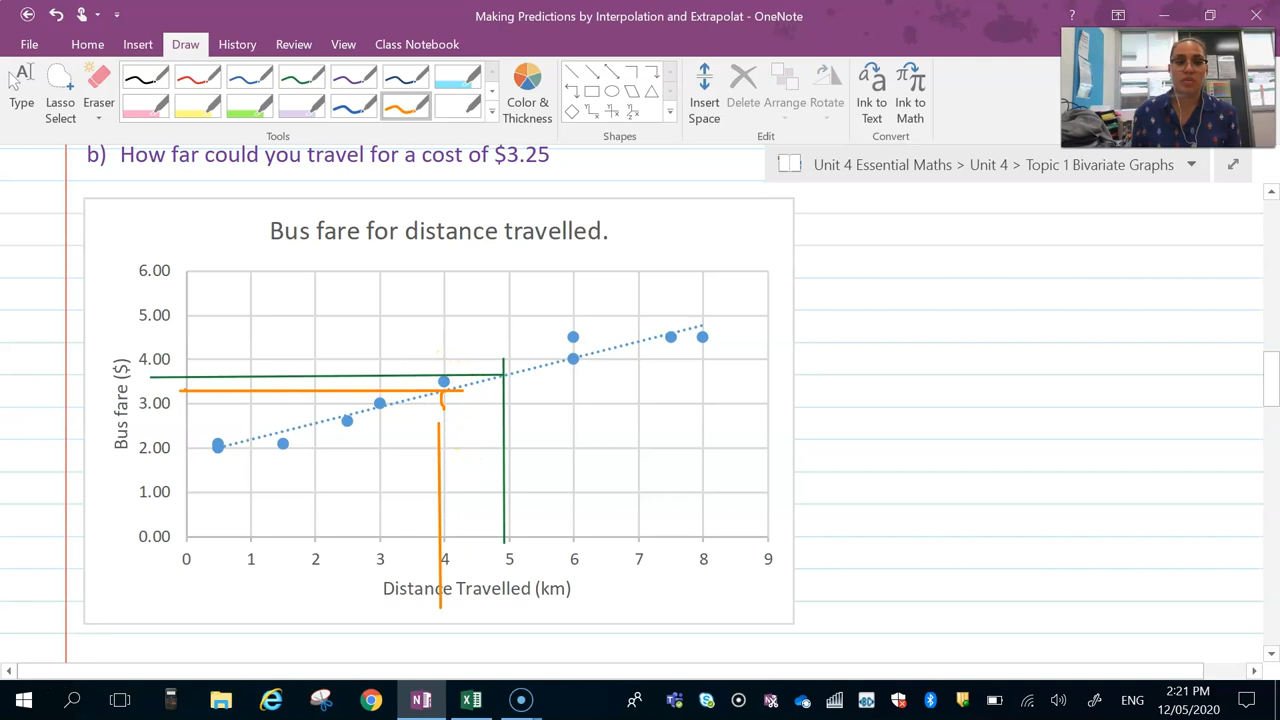 Making Predictions by Interpolation and Extrapolat - OneNote
?
File Home Insert Draw History Review View Class Notebook
Type
Lasso Select
Eraser
Color & Thickness
Insert Space
Delete
Arrange
Rotate
Ink to Text
Ink to Math
Tools
Shapes
Edit
Convert
b) How far could you travel for a cost of $3.25
Unit 4 Essential Maths > Unit 4 > Topic 1 Bivariate Graphs
Bus fare for distance travelled.
6.00
5.00
4.00
3.00
2.00
1.00
0.00
Bus fare ($)
0 1 2 3 4 5 6 7 8 9
Distance Travelled (km)
ENG
2:21 PM
12/05/2020